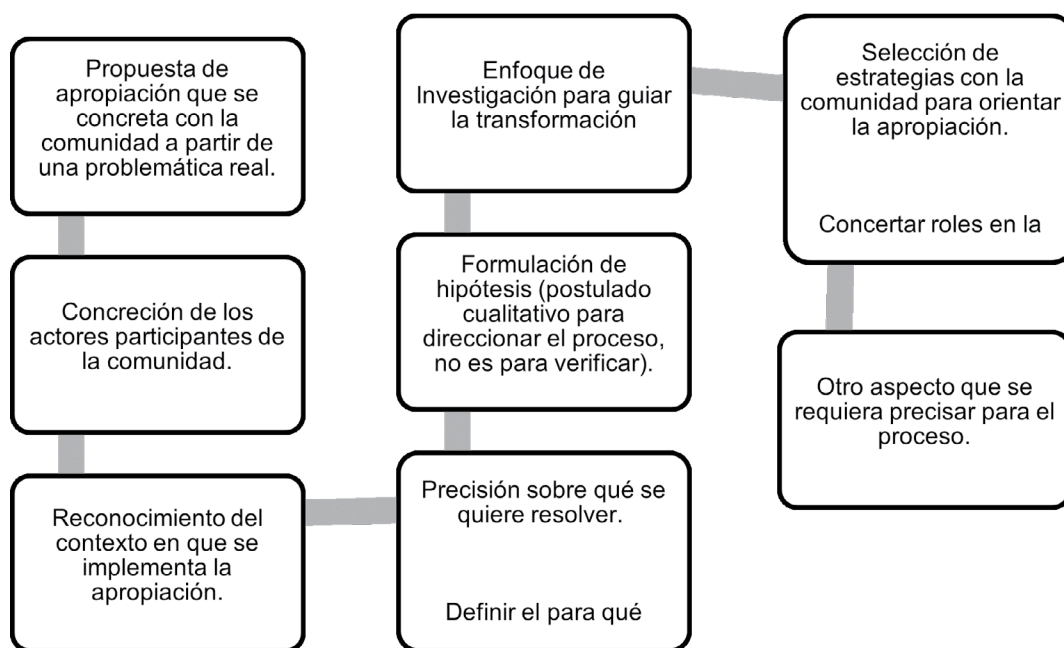 Propuesta de
apropiación que se
concreta con la
comunidad a partir de
una problemática real.
Concreción de los
actores participantes de
la comunidad.
Reconocimiento del
contexto en que se
implementa la
apropiación.
Precisión sobre qué se
quiere resolver.
Definir el para qué
Formulación de
hipótesis (postulado
cualitativo para
direccionar el proceso,
no es para verificar).
Enfoque de
Investigación para guiar
la transformación
Selección de
estrategias con la
comunidad para orientar
la apropiación.
Concertar roles en la
Otro aspecto que se
requiera precisar para el
proceso.